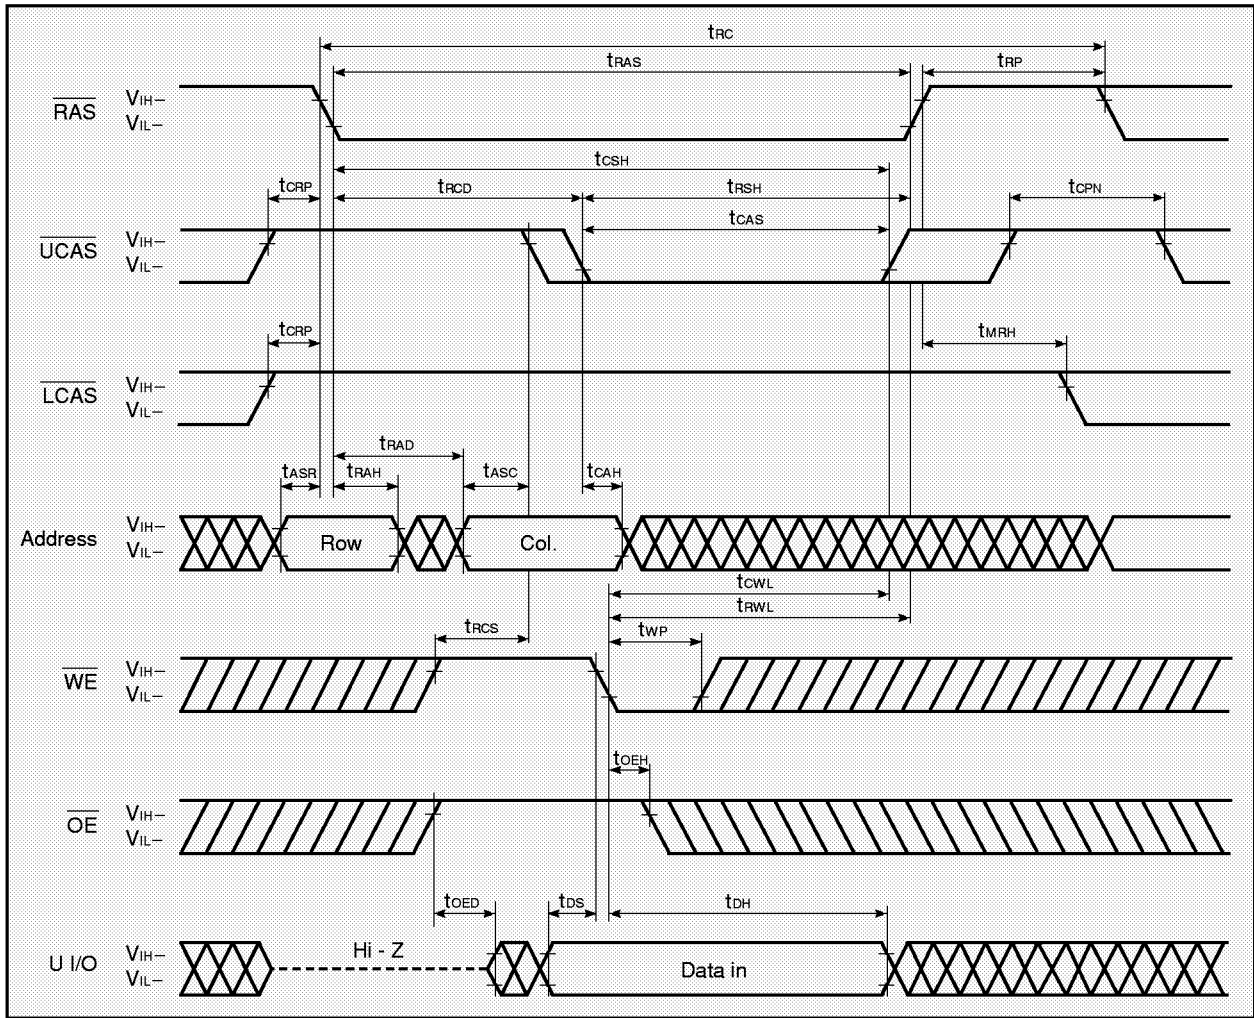 tRC
tRAS
tRP
RAS
VIH–
VIL–
tCSH
tCRP
tRCD
tRSH
tCPN
tCAS
UCAS
VIH–
VIL–
tCRP
tMRH
LCAS
VIH–
VIL–
tRAD
tASR
tRAH
tASC
tCAH
Address
VIH–
VIL–
Row
Col.
tCWL
tRWL
tRCS
tWP
WE
VIH–
VIL–
tOEH
OE
VIH–
VIL–
tOED
tDS
tDH
U I/O
VIH–
VIL–
Hi - Z
Data in